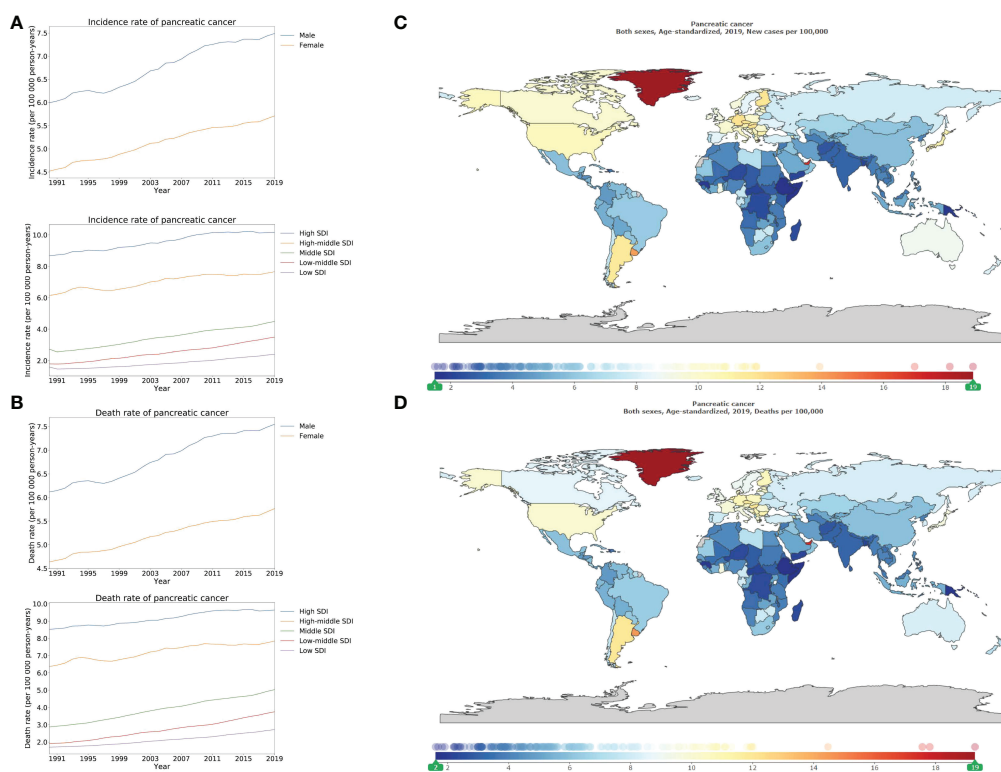 A
Incidence rate of pancreatic cancer
Incidence rate (per 100 000 person-years)
7.5
7.0
6.5
6.0
5.5
5.0
4.5
1991 1995 1999 2003 2007 2011 2015 2019
Year
Male
Female
Incidence rate of pancreatic cancer
Incidence rate (per 100 000 person-years)
10.0
8.0
6.0
4.0
2.0
1991 1995 1999 2003 2007 2011 2015 2019
Year
High SDI
High-middle SDI
Middle SDI
Low-middle SDI
Low SDI
B
Death rate of pancreatic cancer
Death rate (per 100 000 person-years)
7.5
7.0
6.5
6.0
5.5
5.0
4.5
1991 1995 1999 2003 2007 2011 2015 2019
Year
Male
Female
Death rate of pancreatic cancer
Death rate (per 100 000 person-years)
10.0
9.0
8.0
7.0
6.0
5.0
4.0
3.0
2.0
1991 1995 1999 2003 2007 2011 2015 2019
Year
High SDI
High-middle SDI
Middle SDI
Low-middle SDI
Low SDI
C
Pancreatic cancer
Both sexes, Age-standardized, 2019, New cases per 100,000
1 2 4 6 8 10 12 14 16 18 19
D
Pancreatic cancer
Both sexes, Age-standardized, 2019, Deaths per 100,000
2 2 4 6 8 10 12 14 16 18 19